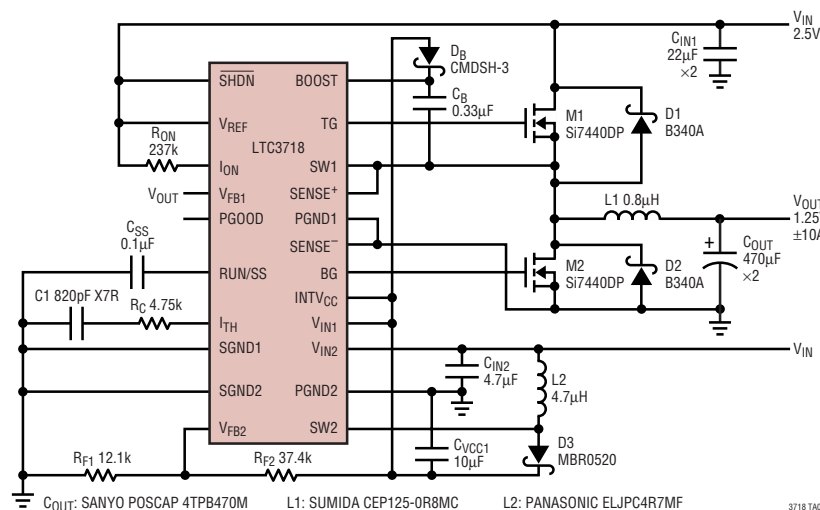 VIN
2.5V
CIN1
22µF
×2
DB
CMDSH-3
CB
0.33µF
M1
Si7440DP
D1
B340A
SHDN
VREF
ION
VFB1
PGOOD
RUN/SS
ITH
SGND1
SGND2
VFB2
LTC3718
BOOST
TG
SW1
SENSE+
PGND1
SENSE–
BG
INTVCC
VIN1
VIN2
PGND2
SW2
RON
237k
VOUT
CSS
0.1µF
C1 820pF X7R
RC 4.75k
L1 0.8µH
VOUT
1.25V
±10A
+
COUT
470µF
×2
M2
Si7440DP
D2
B340A
VIN
CIN2
4.7µF
L2
4.7µH
CVCC1
10µF
D3
MBR0520
RF1 12.1k
RF2 37.4k
COUT: SANYO POSCAP 4TPB470M L1: SUMIDA CEP125-0R8MC L2: PANASONIC ELJPC4R7MF